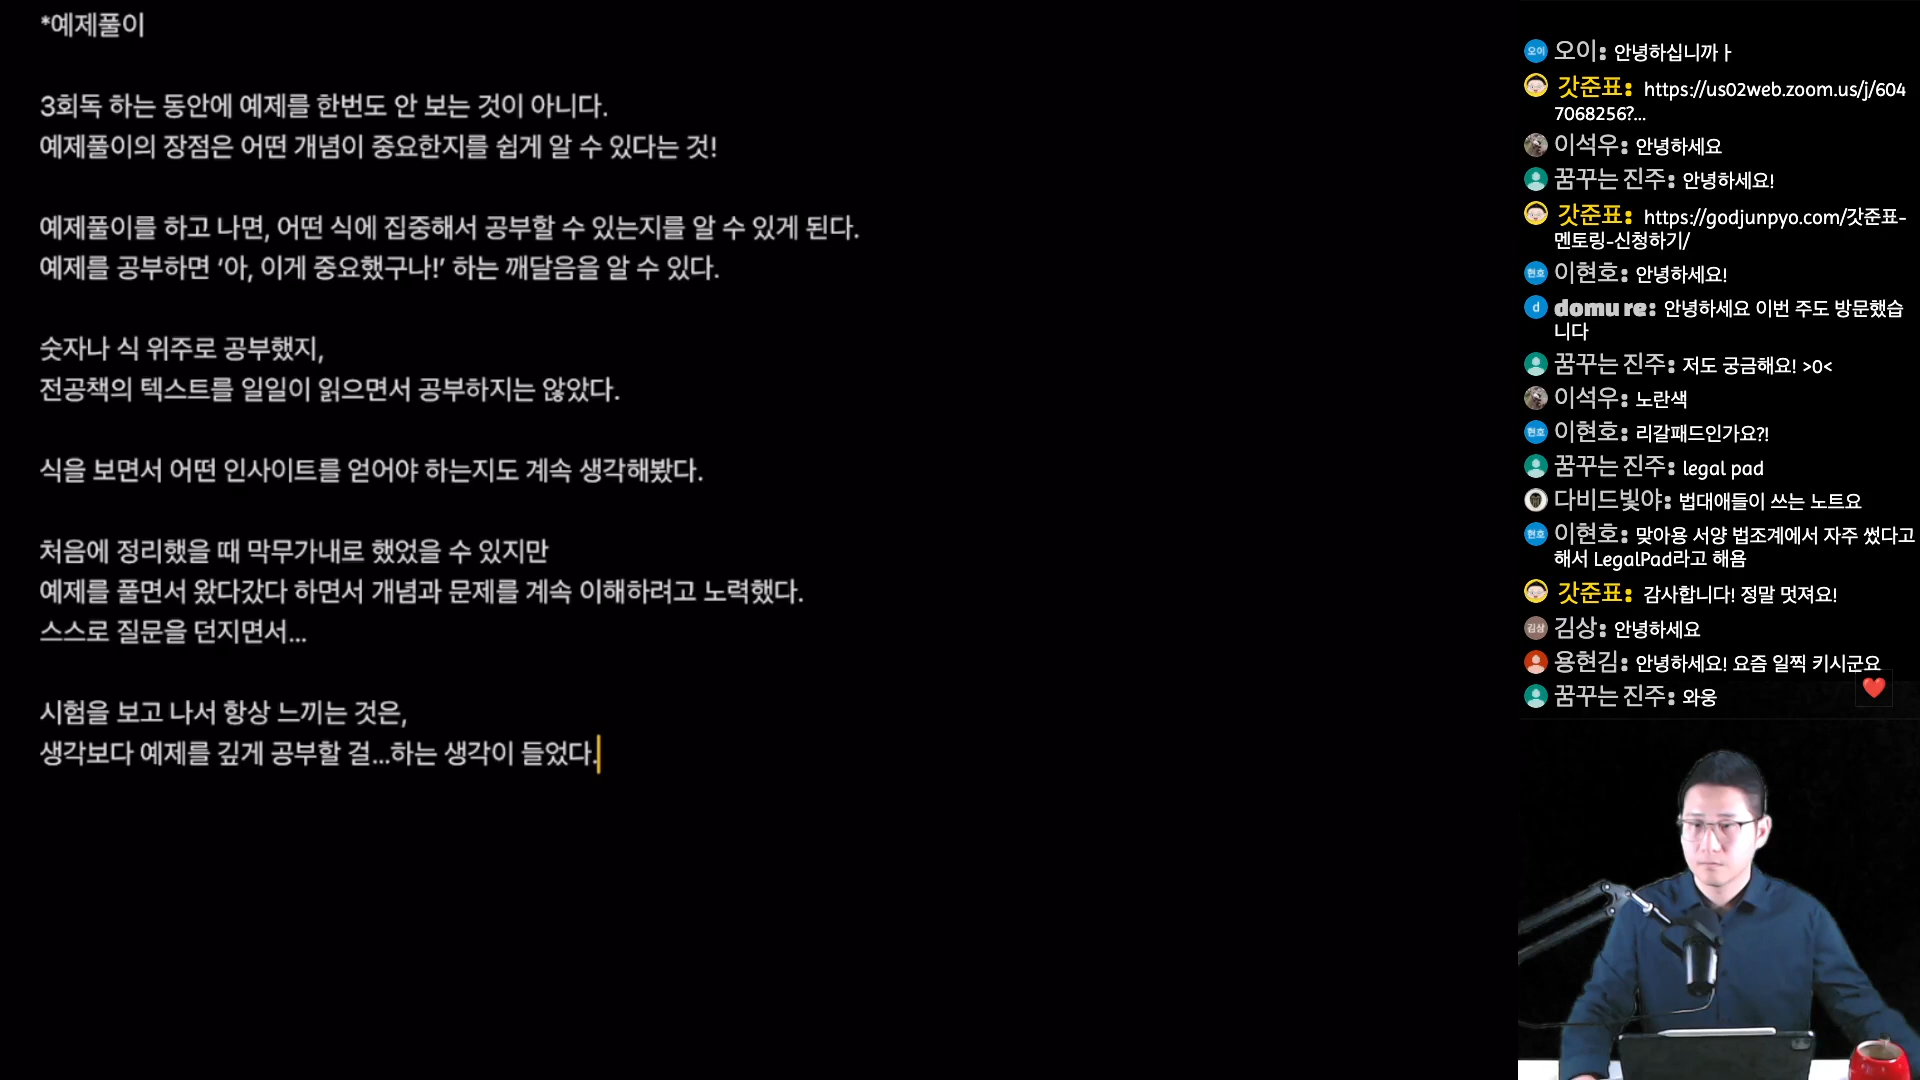 *예제풀이
3회독 하는 동안에 예제를 한번도 안 보는 것이 아니다.
예제풀이의 장점은 어떤 개념이 중요한지를 쉽게 알 수 있다는 것!
예제풀이를 하고 나면, 어떤 식에 집중해서 공부할 수 있는지를 알 수 있게 된다.
예제를 공부하면 ‘아, 이게 중요했구나!’ 하는 깨달음을 알 수 있다.
숫자나 식 위주로 공부했지,
전공책의 텍스트를 일일이 읽으면서 공부하지는 않았다.
식을 보면서 어떤 인사이트를 얻어야 하는지도 계속 생각해봤다.
처음에 정리했을 때 막무가내로 했었을 수 있지만
예제를 풀면서 왔다갔다 하면서 개념과 문제를 계속 이해하려고 노력했다.
스스로 질문을 던지면서...
시험을 보고 나서 항상 느끼는 것은,
생각보다 예제를 깊게 공부할 걸...하는 생각이 들었다.
오이 오이: 안녕하십니까ㅏ
갓준표: https://us02web.zoom.us/j/604
7068256?...
이석우: 안녕하세요
꿈꾸는 진주: 안녕하세요!
갓준표: https://godjunpyo.com/갓준표-
멘토링-신청하기/
현호 이현호: 안녕하세요!
d domu re: 안녕하세요 이번 주도 방문했습
니다
꿈꾸는 진주: 저도 궁금해요! >0<
이석우: 노란색
현호 이현호: 리갈패드인가요?!
꿈꾸는 진주: legal pad
다비드빛야: 법대애들이 쓰는 노트요
현호 이현호: 맞아용 서양 법조계에서 자주 썼다고
해서 LegalPad라고 해욤
갓준표: 감사합니다! 정말 멋져요!
김상 김상: 안녕하세요
용현김: 안녕하세요! 요즘 일찍 키시군요
꿈꾸는 진주: 와웅